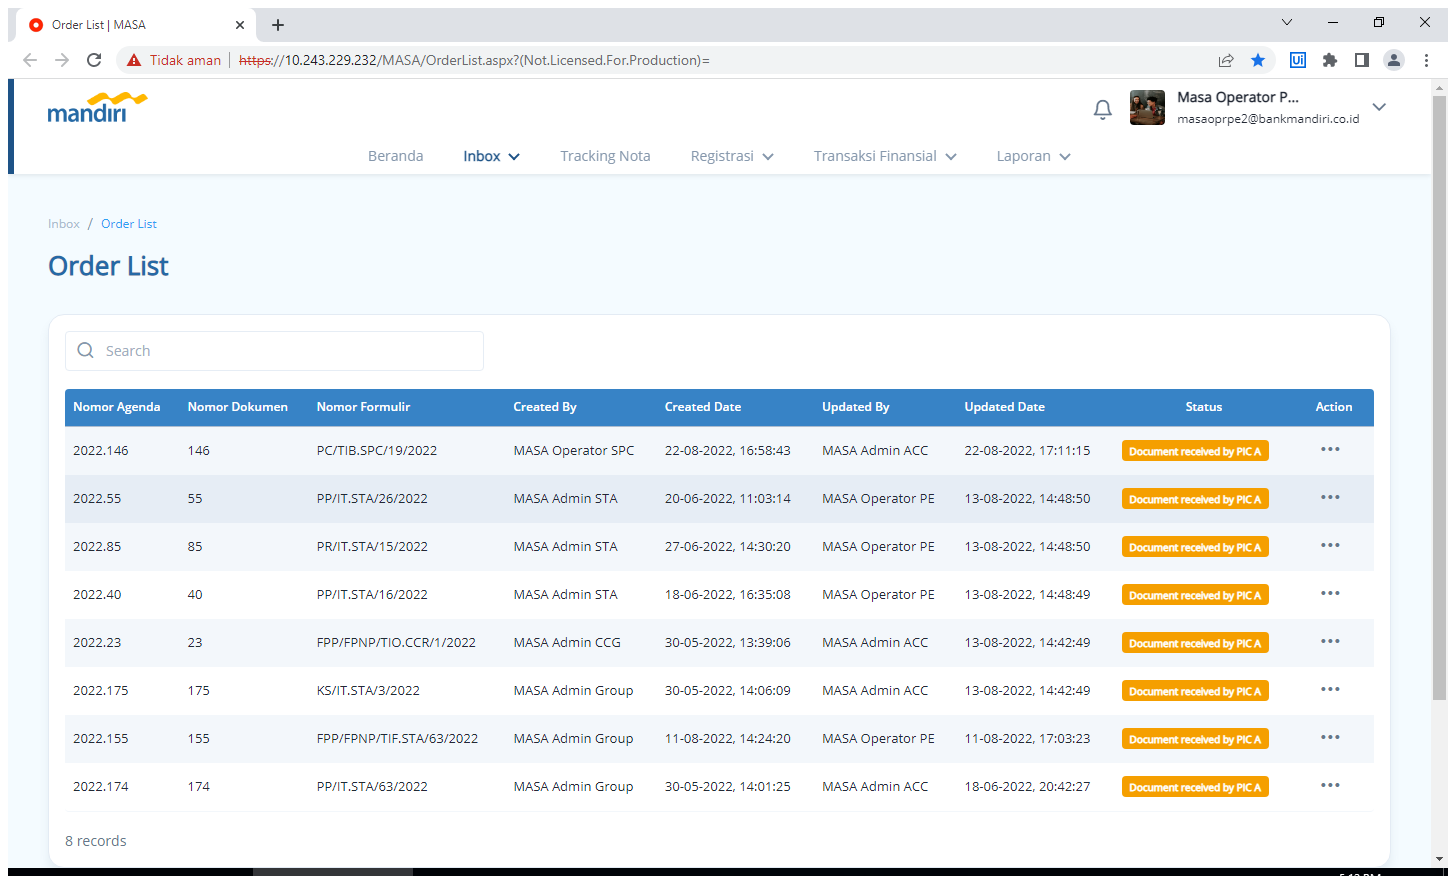 Order List | MASA
Tidak aman | https://10.243.229.232/MASA/OrderList.aspx?(Not.Licensed.For.Production)=
Ui
mandiri
Masa Operator P...
masaoprpe2@bankmandiri.co.id
Beranda Inbox Tracking Nota Registrasi Transaksi Finansial Laporan
Inbox / Order List
Order List
Search
Nomor Agenda Nomor Dokumen Nomor Formulir Created By Created Date Updated By Updated Date Status Action
2022.146 146 PC/TIB.SPC/19/2022 MASA Operator SPC 22-08-2022, 16:58:43 MASA Admin ACC 22-08-2022, 17:11:15 Document received by PIC A ...
2022.55 55 PP/IT.STA/26/2022 MASA Admin STA 20-06-2022, 11:03:14 MASA Operator PE 13-08-2022, 14:48:50 Document received by PIC A ...
2022.85 85 PR/IT.STA/15/2022 MASA Admin STA 27-06-2022, 14:30:20 MASA Operator PE 13-08-2022, 14:48:50 Document received by PIC A ...
2022.40 40 PP/IT.STA/16/2022 MASA Admin STA 18-06-2022, 16:35:08 MASA Operator PE 13-08-2022, 14:48:49 Document received by PIC A ...
2022.23 23 FPP/FPNP/TIO.CCR/1/2022 MASA Admin CCG 30-05-2022, 13:39:06 MASA Admin ACC 13-08-2022, 14:42:49 Document received by PIC A ...
2022.175 175 KS/IT.STA/3/2022 MASA Admin Group 30-05-2022, 14:06:09 MASA Admin ACC 13-08-2022, 14:42:49 Document received by PIC A ...
2022.155 155 FPP/FPNP/TIF.STA/63/2022 MASA Admin Group 11-08-2022, 14:24:20 MASA Operator PE 11-08-2022, 17:03:23 Document received by PIC A ...
2022.174 174 PP/IT.STA/63/2022 MASA Admin Group 30-05-2022, 14:01:25 MASA Admin ACC 18-06-2022, 20:42:27 Document received by PIC A ...
8 records